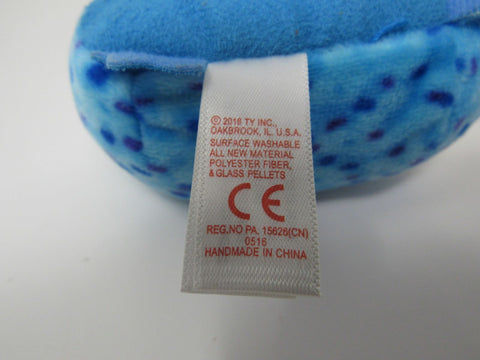 © 2016 TY INC.,
OAKBROOK, IL. U.S.A.
SURFACE WASHABLE
ALL NEW MATERIAL
POLYESTER FIBER,
& GLASS PELLETS
CE
REG.NO PA. 15626(CN)
0516
HANDMADE IN CHINA